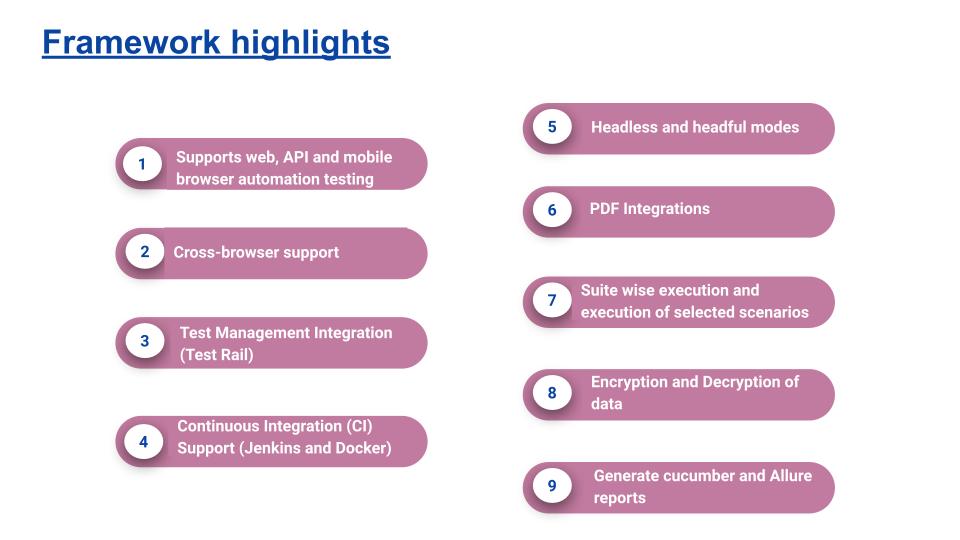 Framework highlights
1
Supports web, API and mobile
browser automation testing
2
Cross-browser support
3
Test Management Integration
(Test Rail)
4
Continuous Integration (CI)
Support (Jenkins and Docker)
5
Headless and headful modes
6
PDF Integrations
7
Suite wise execution and
execution of selected scenarios
8
Encryption and Decryption of
data
9
Generate cucumber and Allure
reports